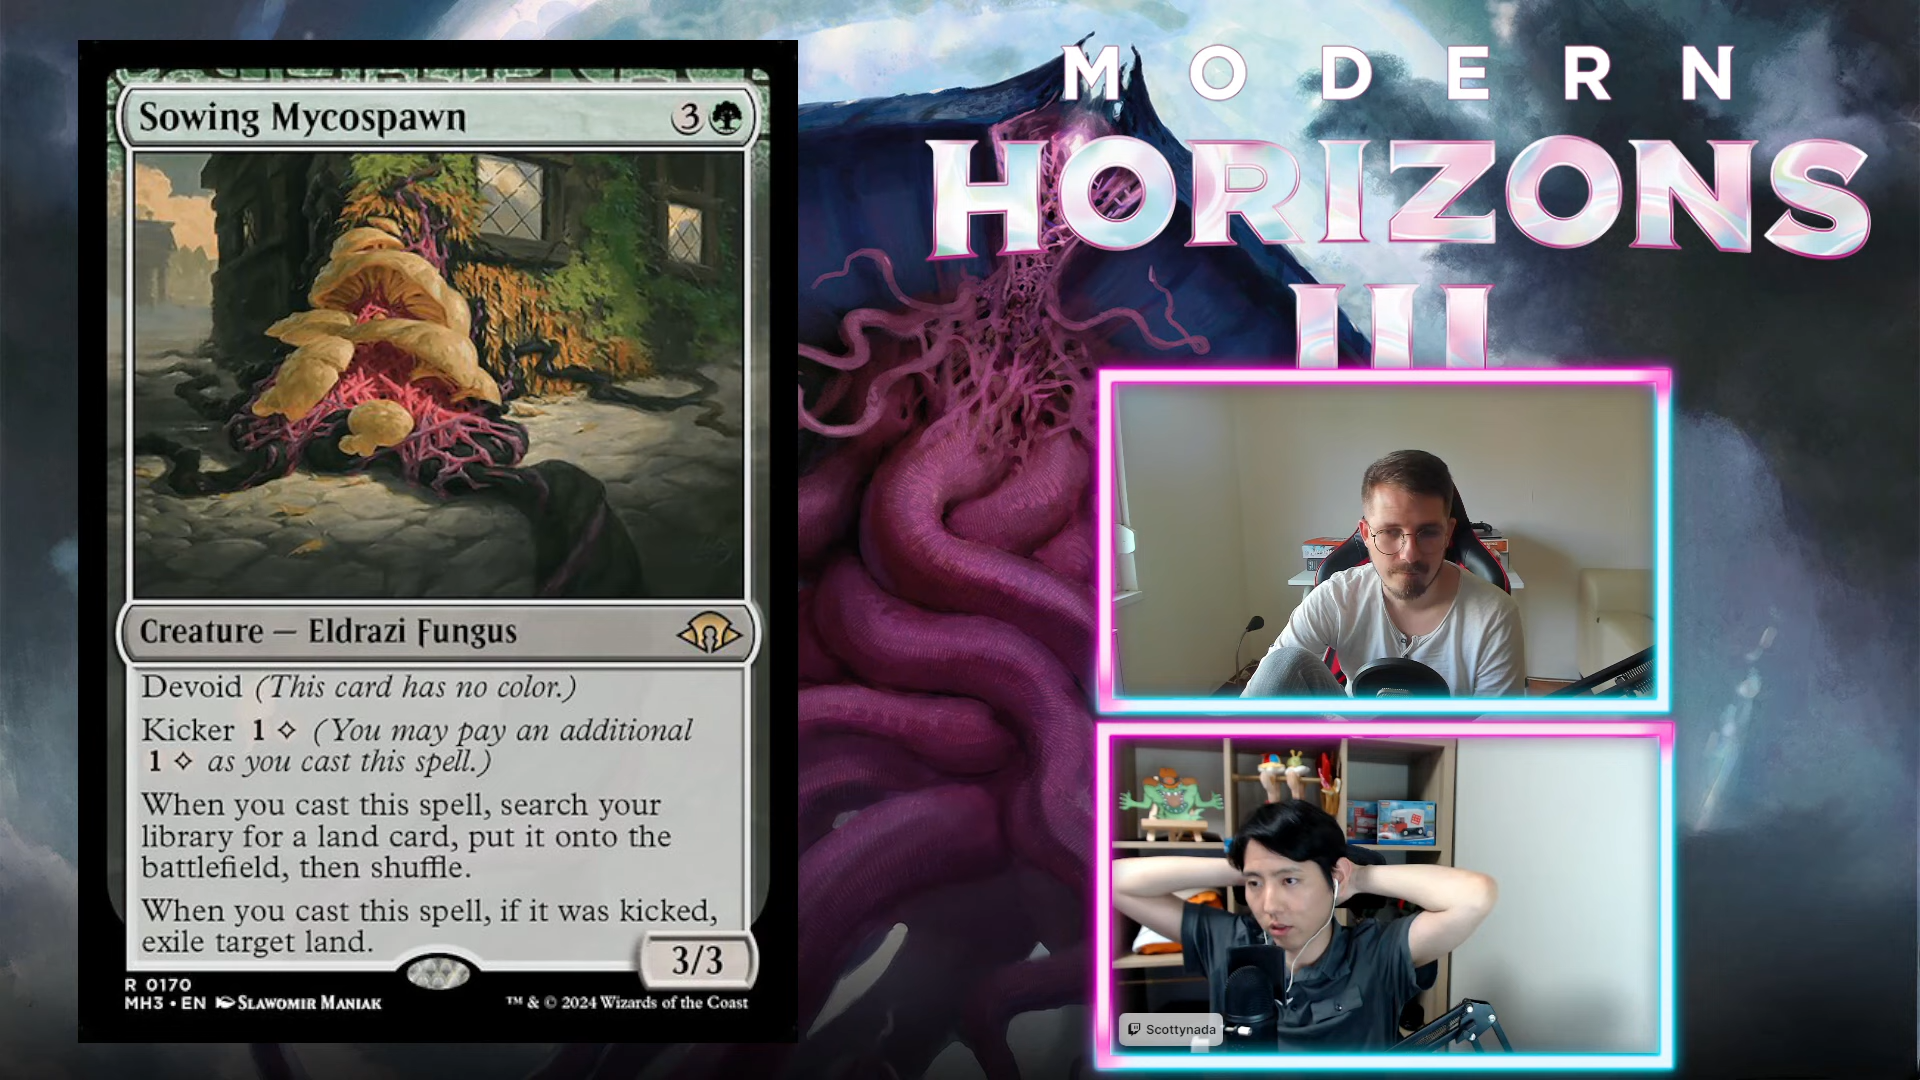 Sowing Mycospawn
3
Creature — Eldrazi Fungus
Devoid (This card has no color.)
Kicker 1 ◇ (You may pay an additional
1 ◇ as you cast this spell.)
When you cast this spell, search your
library for a land card, put it onto the
battlefield, then shuffle.
When you cast this spell, if it was kicked,
exile target land.
3/3
R 0170
MH3 • EN SLAWOMIR MANIAK
™ & © 2024 Wizards of the Coast
MODERN
HORIZONS
III
Scottynada